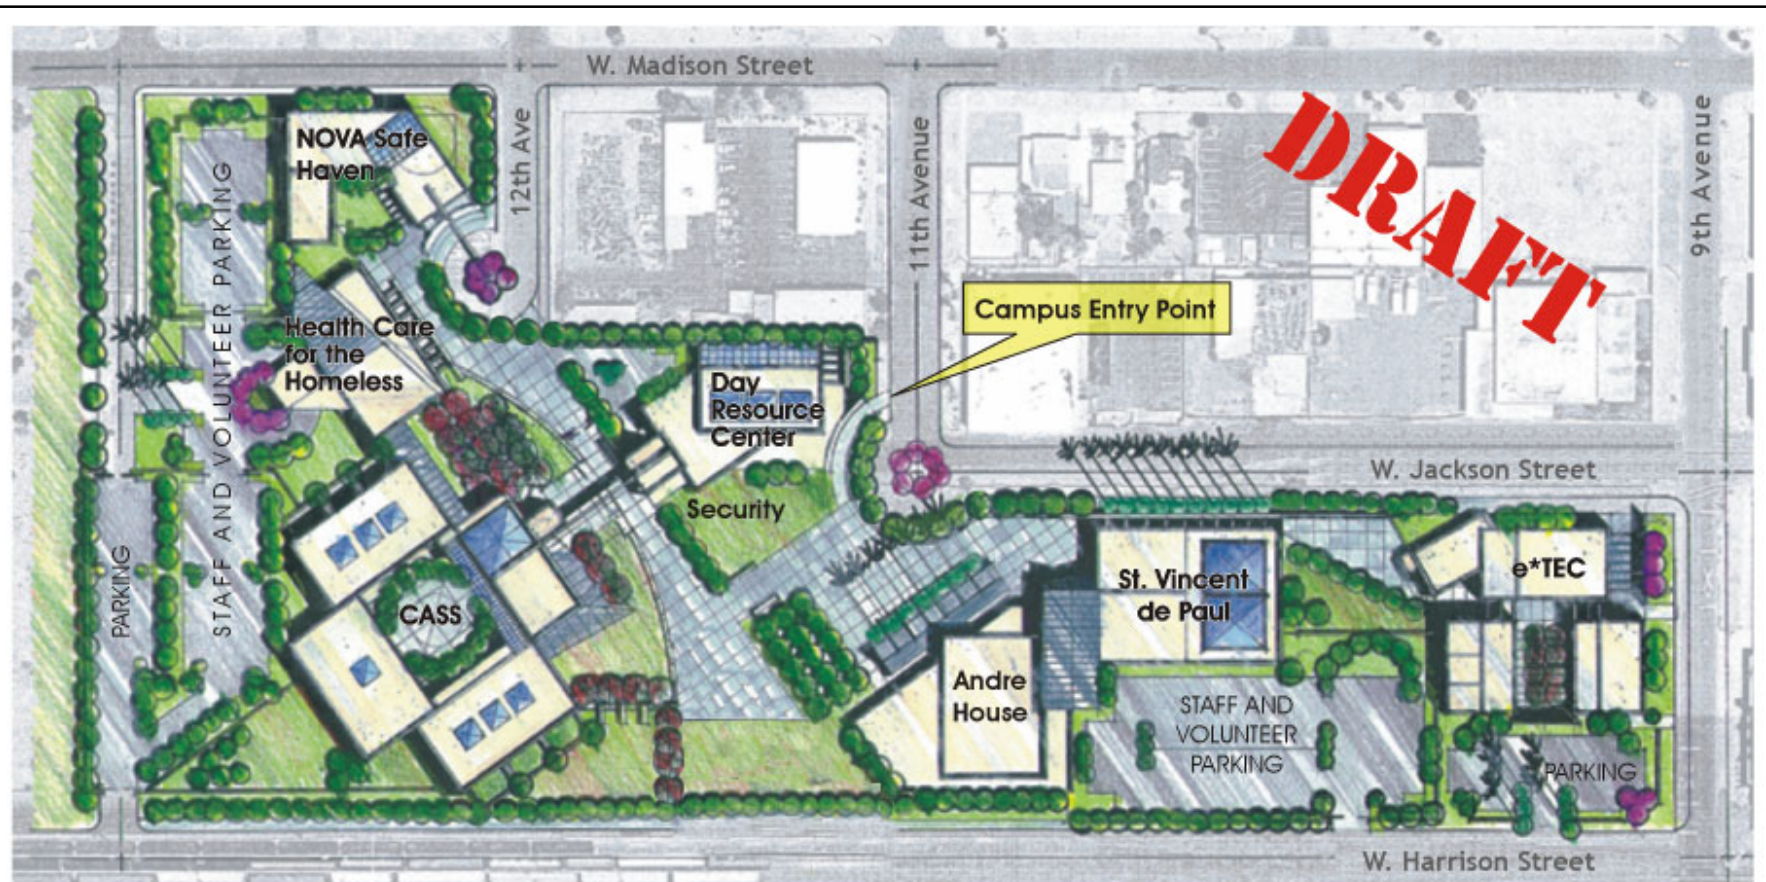 W. Madison Street
12th Ave
11th Avenue
9th Avenue
DRAFT
NOVA Safe
Haven
STAFF AND VOLUNTEER PARKING
Campus Entry Point
Health Care
for the
Homeless
Day
Resource
Center
W. Jackson Street
Security
PARKING
CASS
St. Vincent
de Paul
e*TEC
Andre
House
STAFF AND
VOLUNTEER
PARKING
PARKING
W. Harrison Street